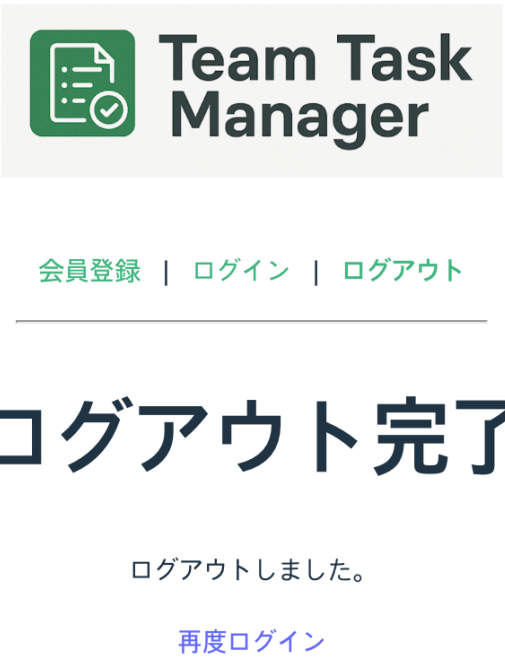 Team Task
Manager
会員登録 | ログイン | ログアウト
ログアウト完了
ログアウトしました。
再度ログイン